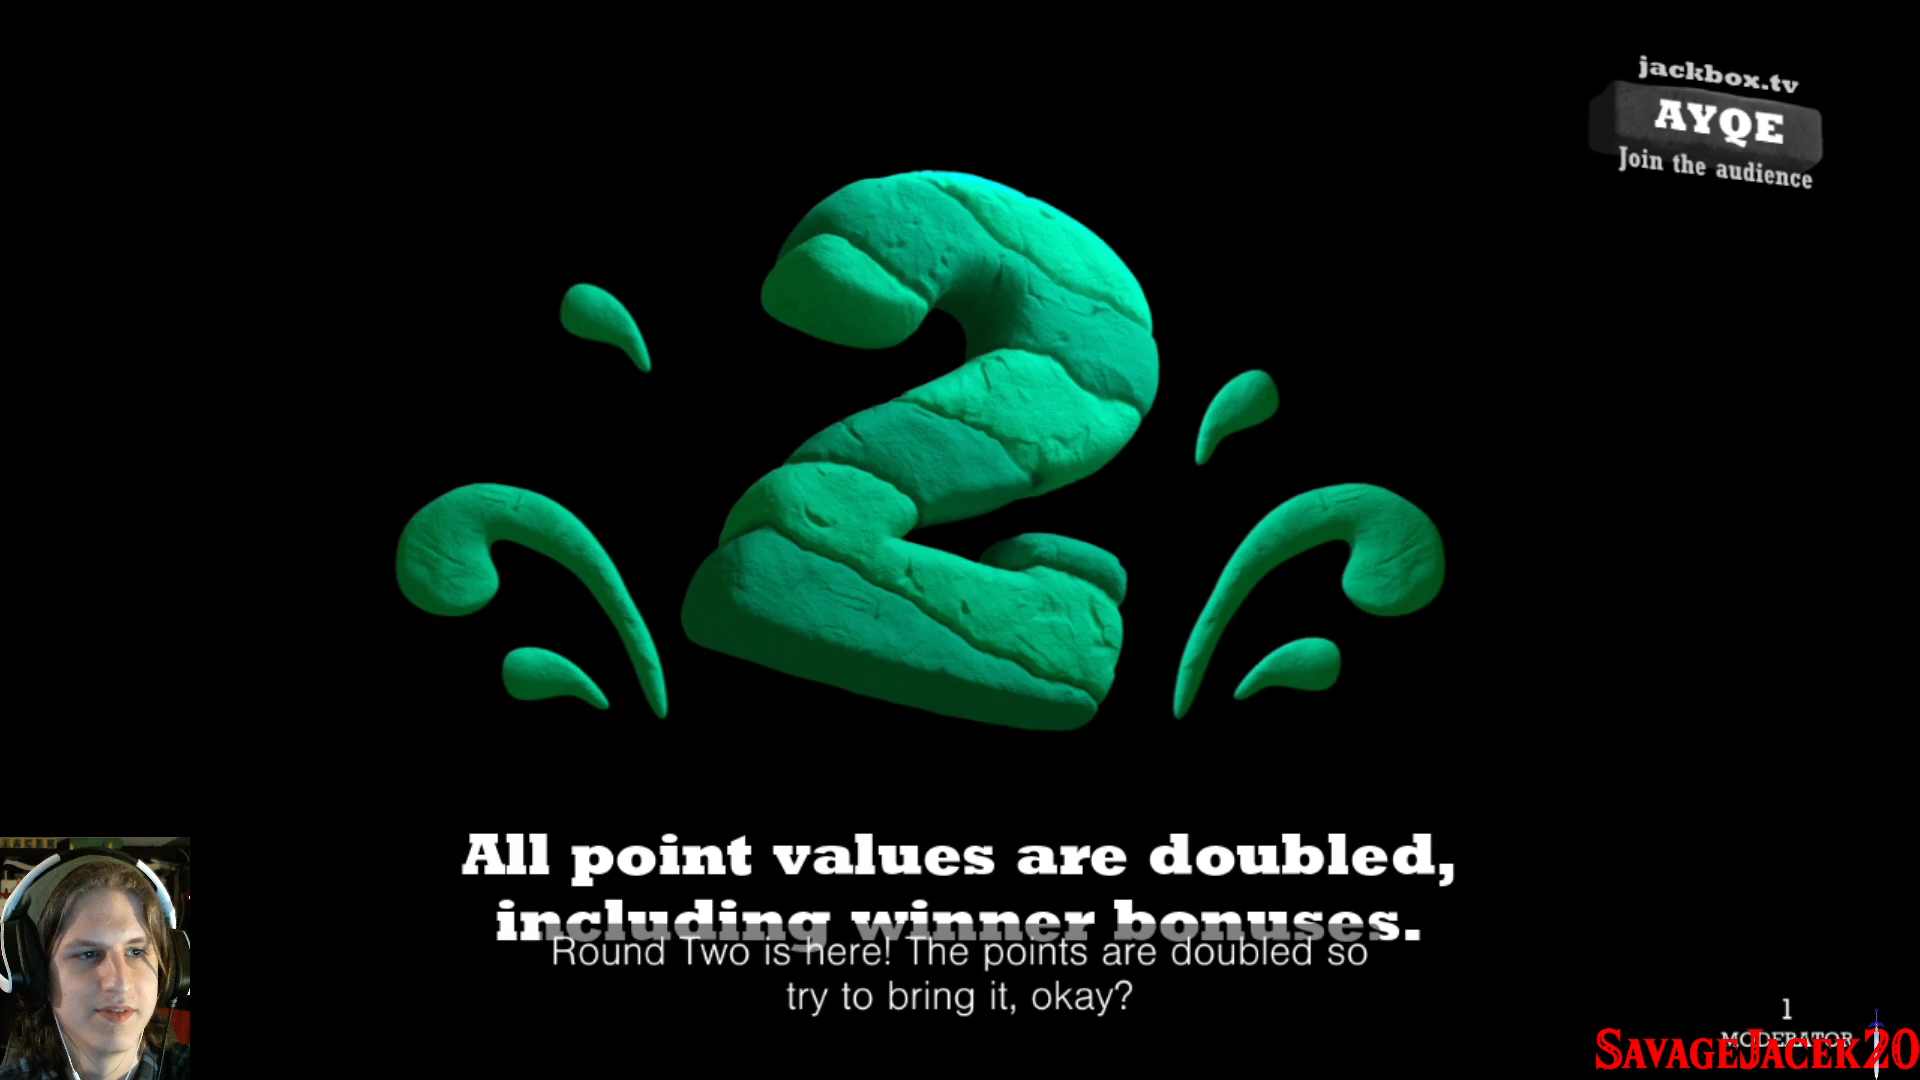 jackbox.tv
AYQE
Join the audience
2
All point values are doubled,
including winner bonuses.
Round Two is here! The points are doubled so
try to bring it, okay?
1
MODERATOR
SAVAGEJACEK20